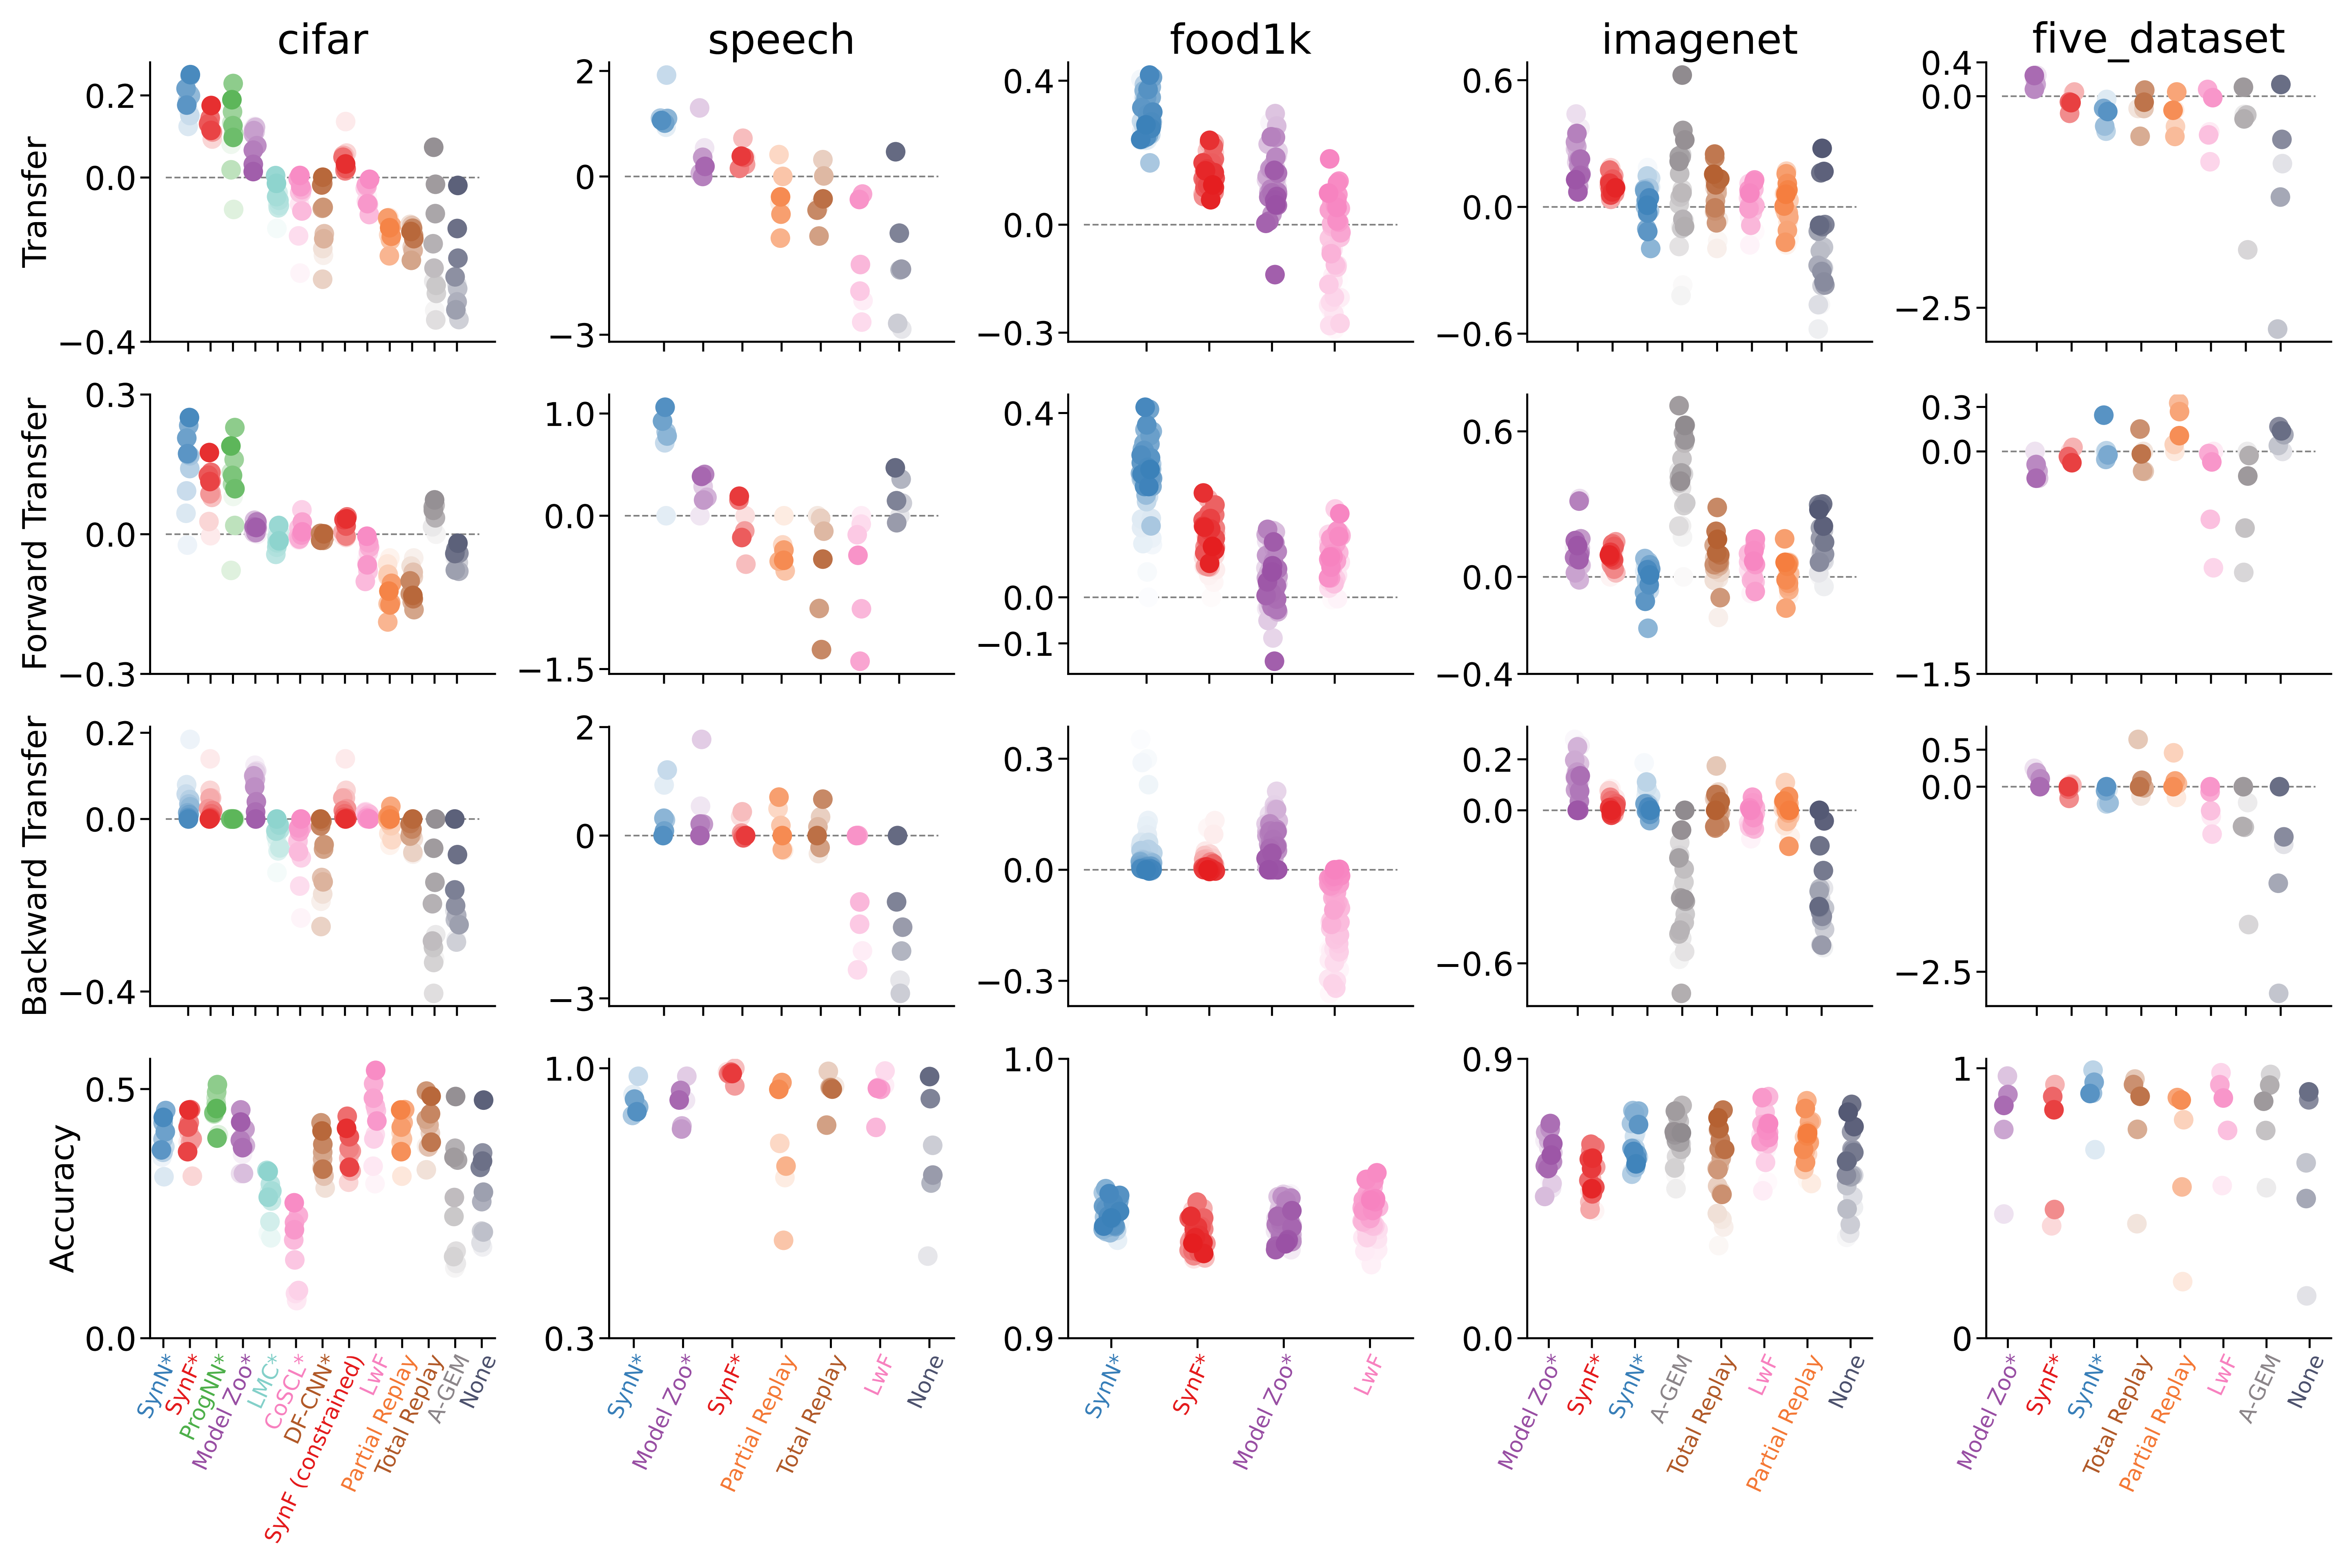 cifar
speech
food1k
imagenet
five_dataset
Transfer
0.2
0.0
−0.4
2
0
−3
0.4
0.0
−0.3
0.6
0.0
−0.6
0.4
0.0
−2.5
Forward Transfer
0.3
0.0
−0.3
1.0
0.0
−1.5
0.4
0.0
−0.1
0.6
0.0
−0.4
0.3
0.0
−1.5
Backward Transfer
0.2
0.0
−0.4
2
0
−3
0.3
0.0
−0.3
0.2
0.0
−0.6
0.5
0.0
−2.5
Accuracy
0.5
0.0
1.0
0.3
1.0
0.9
0.9
0.0
1
0
SynN*
SynF*
ProgNN*
Model Zoo*
LMC*
CoSCL*
DF-CNN*
SynF (constrained)
LwF
Partial Replay
Total Replay
A-GEM
None
SynN*
Model Zoo*
SynF*
Partial Replay
Total Replay
LwF
None
SynN*
SynF*
Model Zoo*
LwF
Model Zoo*
SynF*
SynN*
A-GEM
Total Replay
LwF
Partial Replay
None
Model Zoo*
SynF*
SynN*
Total Replay
Partial Replay
LwF
A-GEM
None